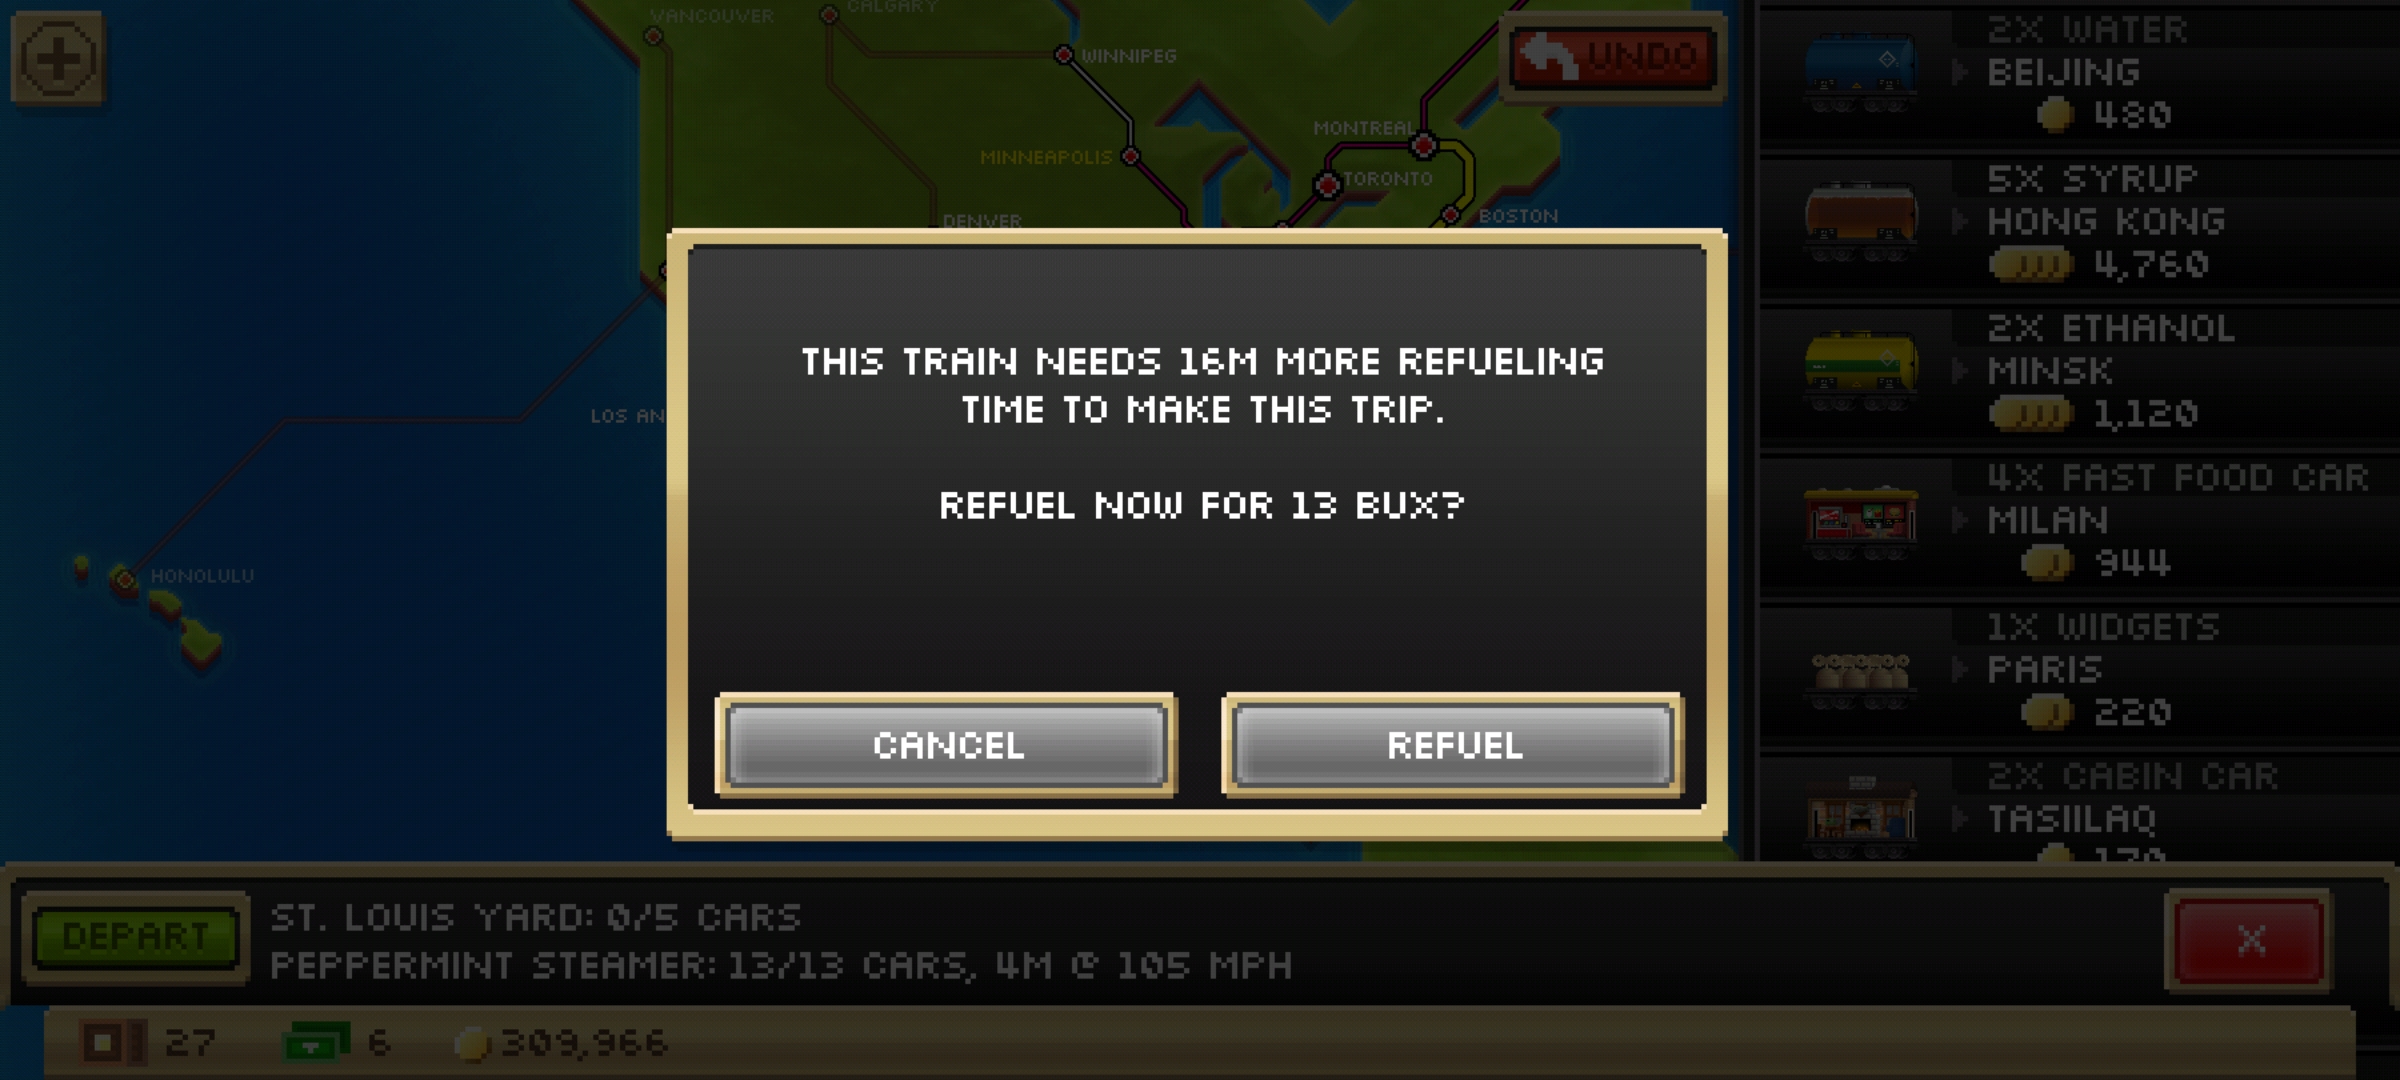 VANCOUVER
CALGARY
WINNIPEG
UNDO
MONTREAL
MINNEAPOLIS
TORONTO
DENVER
BOSTON
LOS AN
HONOLULU
THIS TRAIN NEEDS 16M MORE REFUELING
TIME TO MAKE THIS TRIP.
REFUEL NOW FOR 13 BUX?
CANCEL
REFUEL
2X WATER
BEIJING
480
5X SYRUP
HONG KONG
4,760
2X ETHANOL
MINSK
1,120
4X FAST FOOD CAR
MILAN
944
1X WIDGETS
PARIS
220
2X CABIN CAR
TASIILAQ
170
DEPART
ST. LOUIS YARD: 0/5 CARS
PEPPERMINT STEAMER: 13/13 CARS, 4M @ 105 MPH
X
27
6
309,966